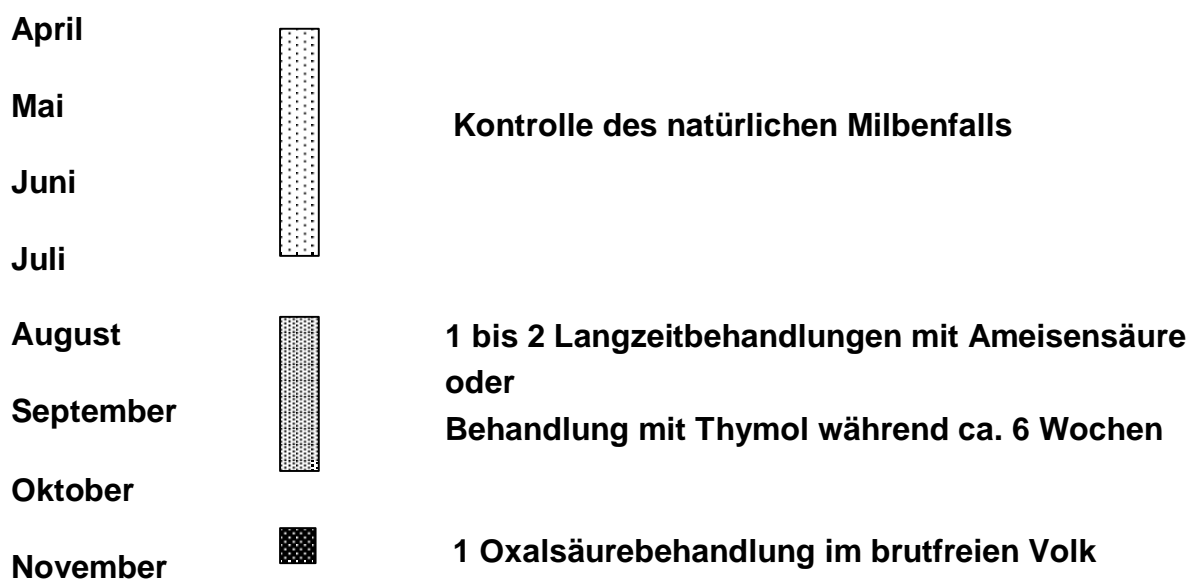 April
Mai
Kontrolle des natürlichen Milbenfalls
Juni
Juli
August
1 bis 2 Langzeitbehandlungen mit Ameisensäure
oder
September
Behandlung mit Thymol während ca. 6 Wochen
Oktober
November
1 Oxalsäurebehandlung im brutfreien Volk